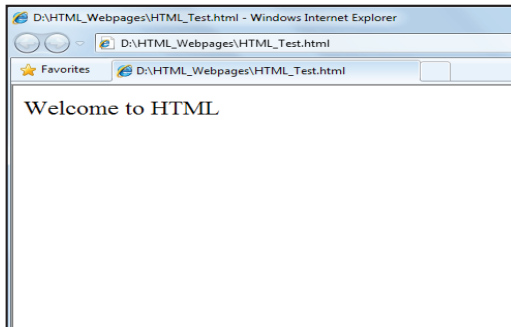 D:\HTML_Webpages\HTML_Test.html - Windows Internet Explorer
D:\HTML_Webpages\HTML_Test.html
Favorites D:\HTML_Webpages\HTML_Test.html
Welcome to HTML